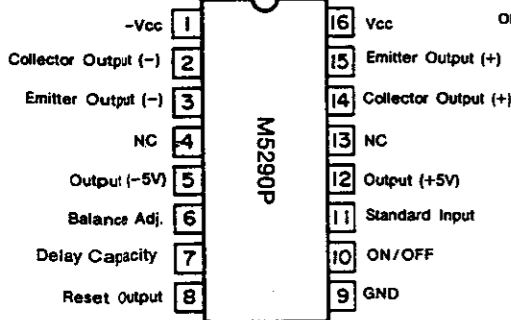 -Vcc 1 16 Vcc
Collector Output (-) 2 15 Emitter Output (+)
Emitter Output (-) 3 14 Collector Output (+)
NC 4 13 NC
Output (-5V) 5 12 Output (+5V)
Balance Adj. 6 11 Standard Input
Delay Capacity 7 10 ON/OFF
Reset Output 8 9 GND
M5290P